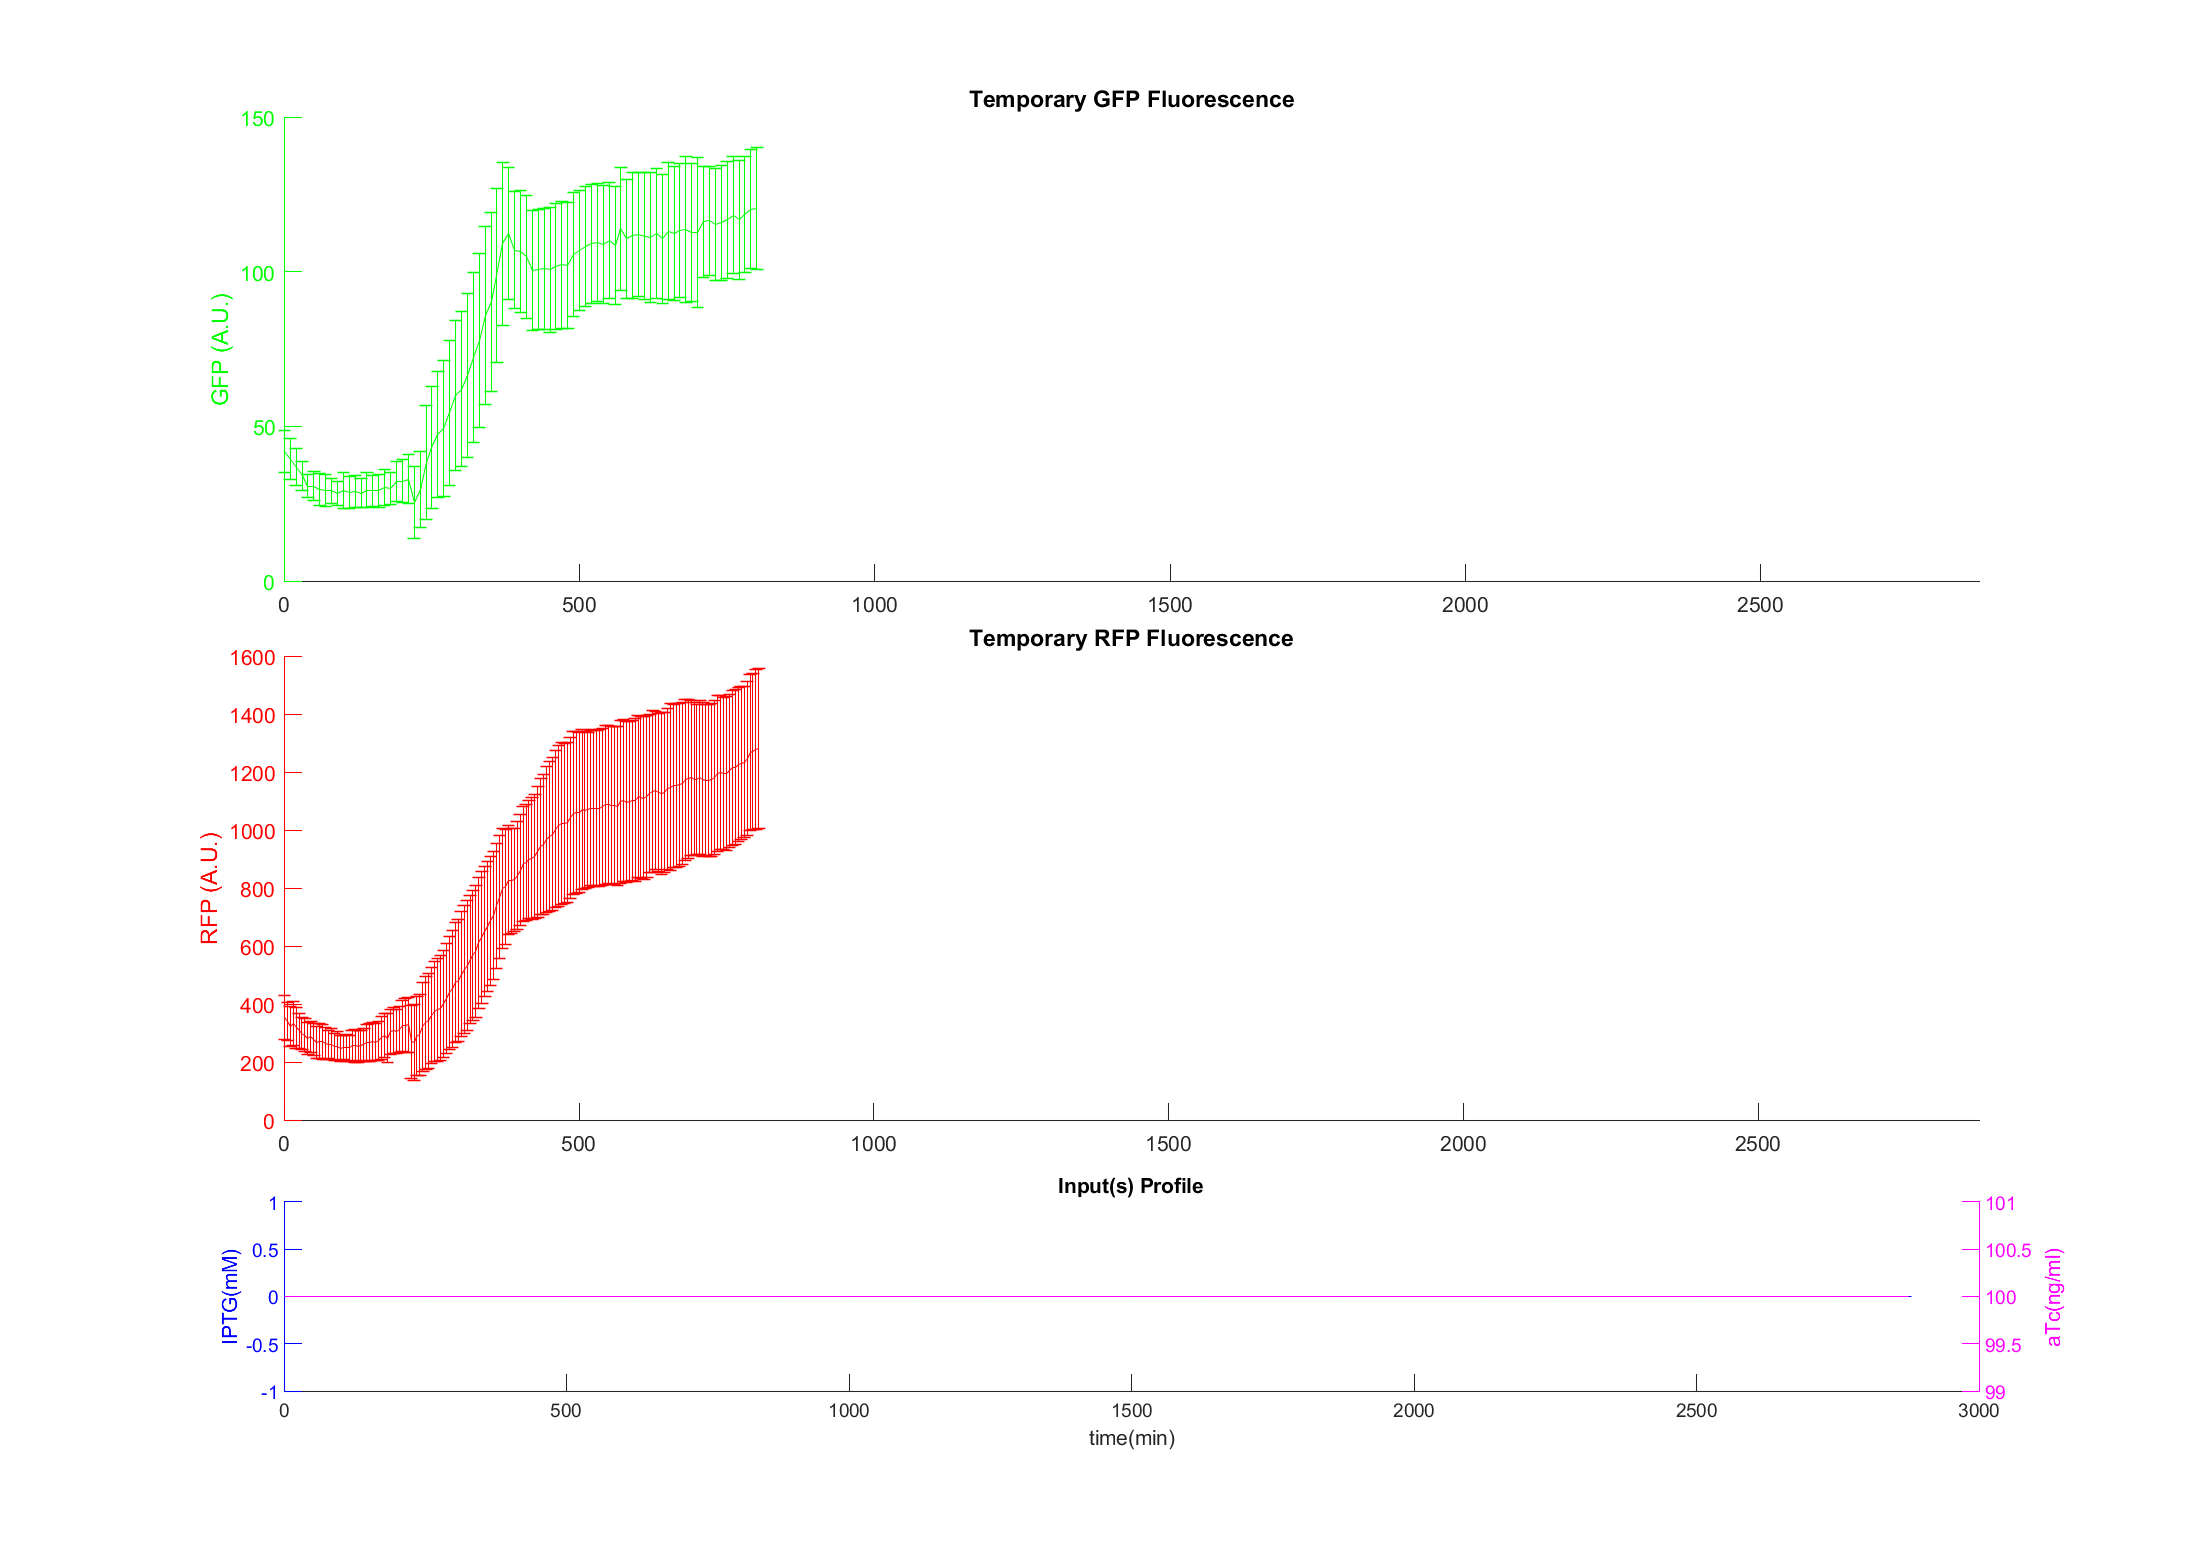 Temporary GFP Fluorescence
150
100
50
0
GFP (A.U.)
0 500 1000 1500 2000 2500
Temporary RFP Fluorescence
1600
1400
1200
1000
800
600
400
200
0
RFP (A.U.)
0 500 1000 1500 2000 2500
Input(s) Profile
1
0.5
0
-0.5
-1
IPTG(mM)
101
100.5
100
99.5
99
aTc(ng/ml)
0 500 1000 1500 2000 2500 3000
time(min)